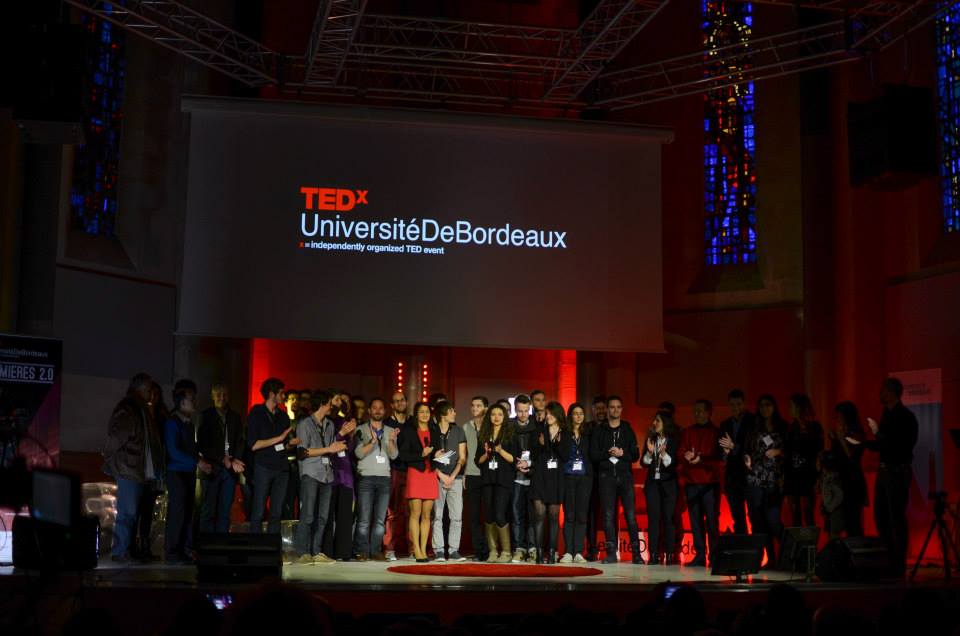 TEDx
UniversitéDeBordeaux
x = independently organized TED event
MIERES 2.0